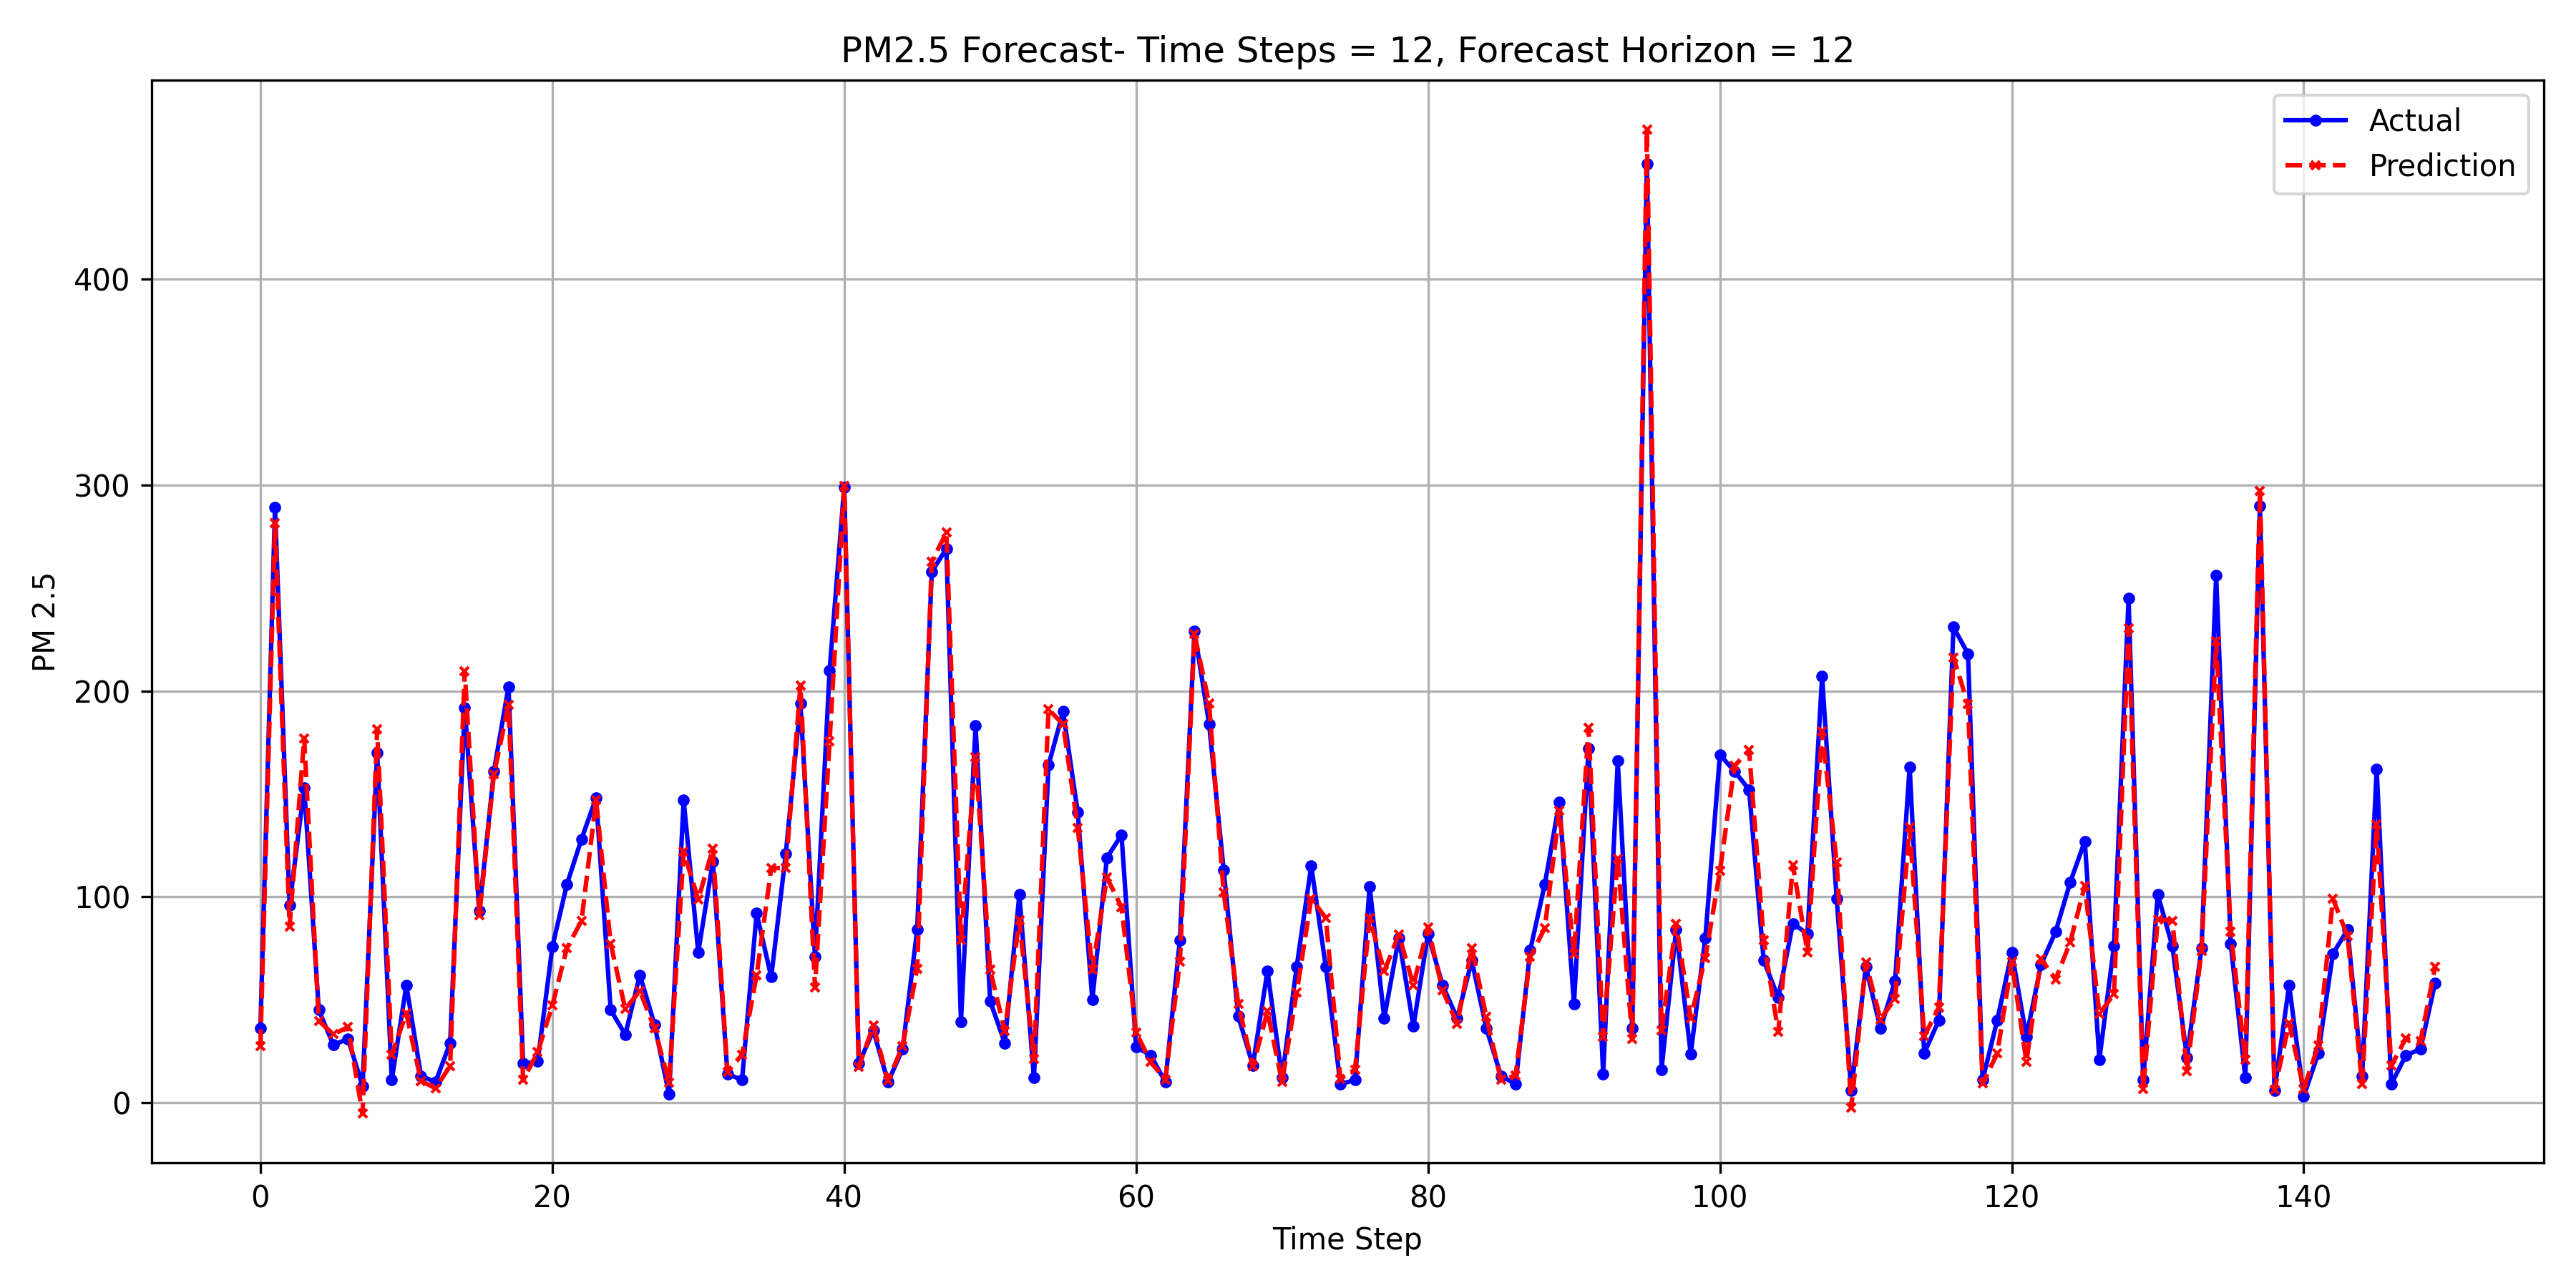 PM2.5 Forecast- Time Steps = 12, Forecast Horizon = 12
Actual
Prediction
400
300
200
100
0
PM 2.5
0 20 40 60 80 100 120 140
Time Step